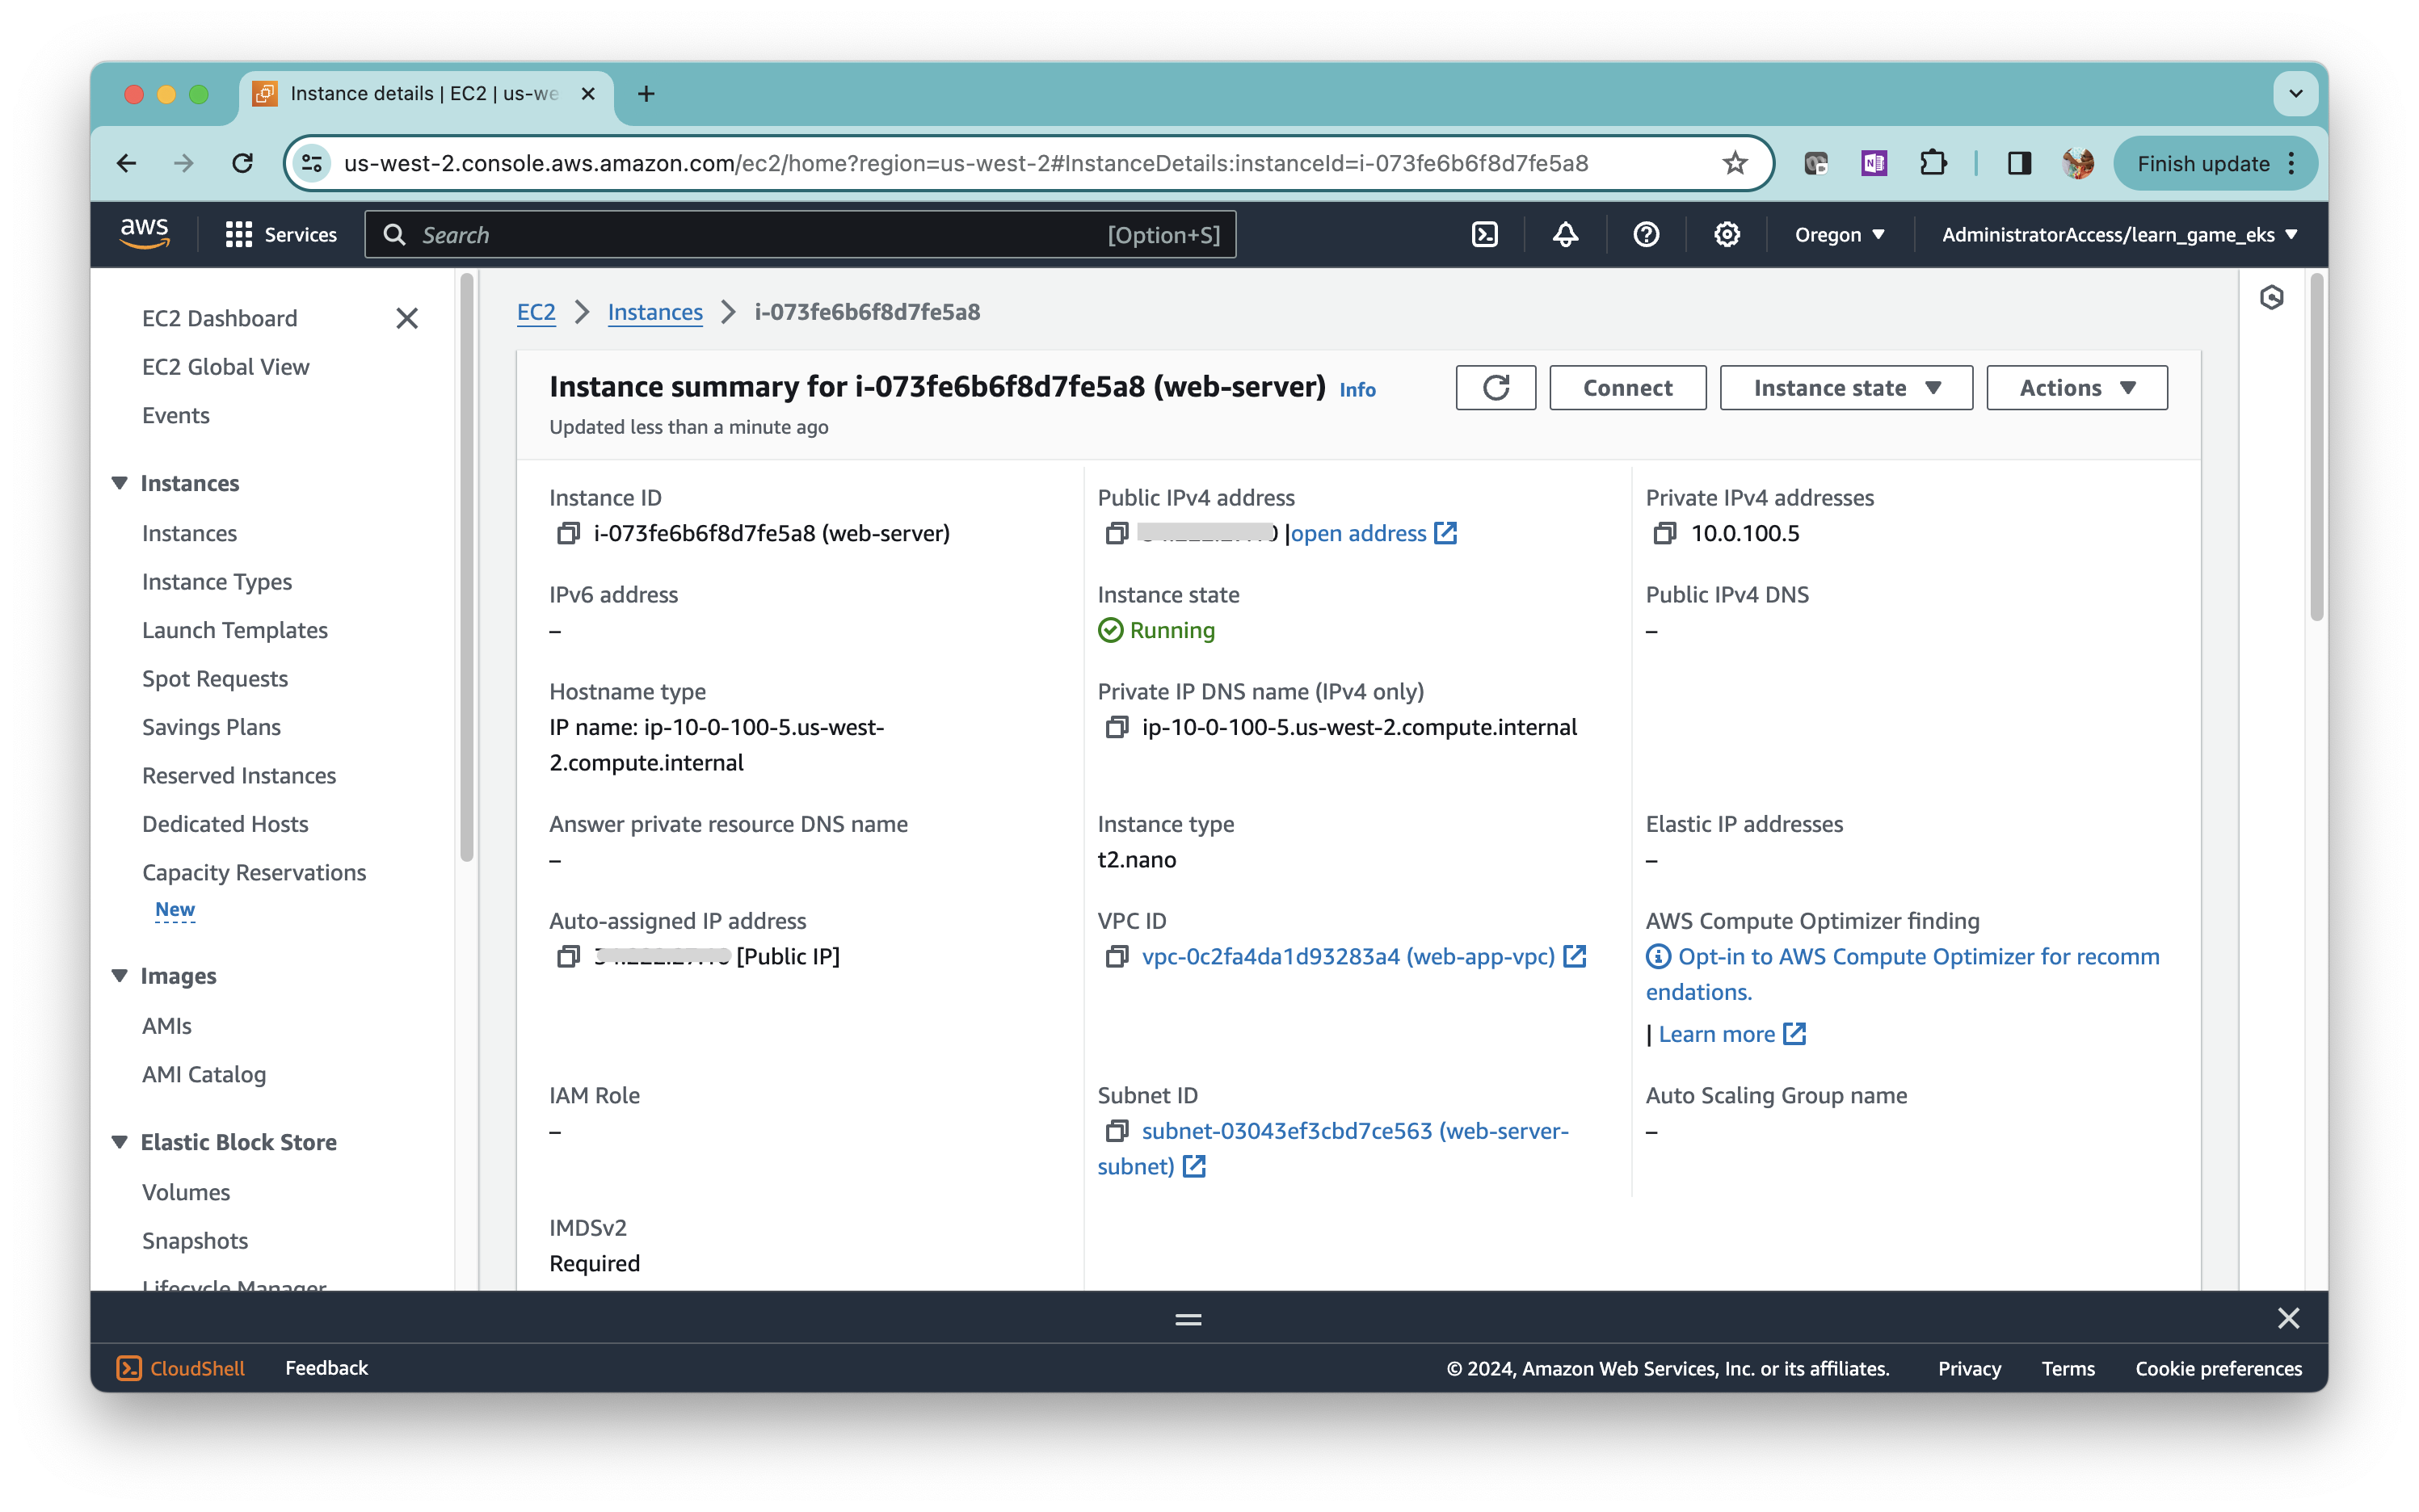 Instance details | EC2 | us-we
us-west-2.console.aws.amazon.com/ec2/home?region=us-west-2#InstanceDetails:instanceId=i-073fe6b6f8d7fe5a8
Finish update
aws
Services
Search
[Option+S]
Oregon
AdministratorAccess/learn_game_eks
EC2 Dashboard
EC2 Global View
Events
Instances
Instances
Instance Types
Launch Templates
Spot Requests
Savings Plans
Reserved Instances
Dedicated Hosts
Capacity Reservations
New
Images
AMIs
AMI Catalog
Elastic Block Store
Volumes
Snapshots
Lifecycle Manager
EC2
Instances
i-073fe6b6f8d7fe5a8
Instance summary for i-073fe6b6f8d7fe5a8 (web-server) Info
Updated less than a minute ago
Connect
Instance state
Actions
Instance ID
i-073fe6b6f8d7fe5a8 (web-server)
Public IPv4 address
|open address
Private IPv4 addresses
10.0.100.5
IPv6 address
–
Instance state
Running
Public IPv4 DNS
–
Hostname type
IP name: ip-10-0-100-5.us-west-
2.compute.internal
Private IP DNS name (IPv4 only)
ip-10-0-100-5.us-west-2.compute.internal
Answer private resource DNS name
–
Instance type
t2.nano
Elastic IP addresses
–
Auto-assigned IP address
[Public IP]
VPC ID
vpc-0c2fa4da1d93283a4 (web-app-vpc)
AWS Compute Optimizer finding
Opt-in to AWS Compute Optimizer for recomm
endations.
| Learn more
IAM Role
–
Subnet ID
subnet-03043ef3cbd7ce563 (web-server-
subnet)
Auto Scaling Group name
–
IMDSv2
Required
CloudShell
Feedback
© 2024, Amazon Web Services, Inc. or its affiliates.
Privacy
Terms
Cookie preferences